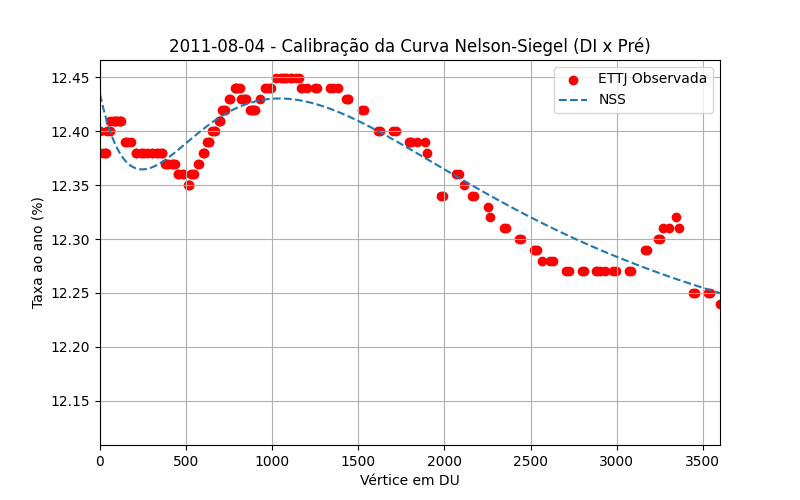 2011-08-04 - Calibração da Curva Nelson-Siegel (DI x Pré)
ETTJ Observada
NSS
Taxa ao ano (%)
12.45
12.40
12.35
12.30
12.25
12.20
12.15
0 500 1000 1500 2000 2500 3000 3500
Vértice em DU